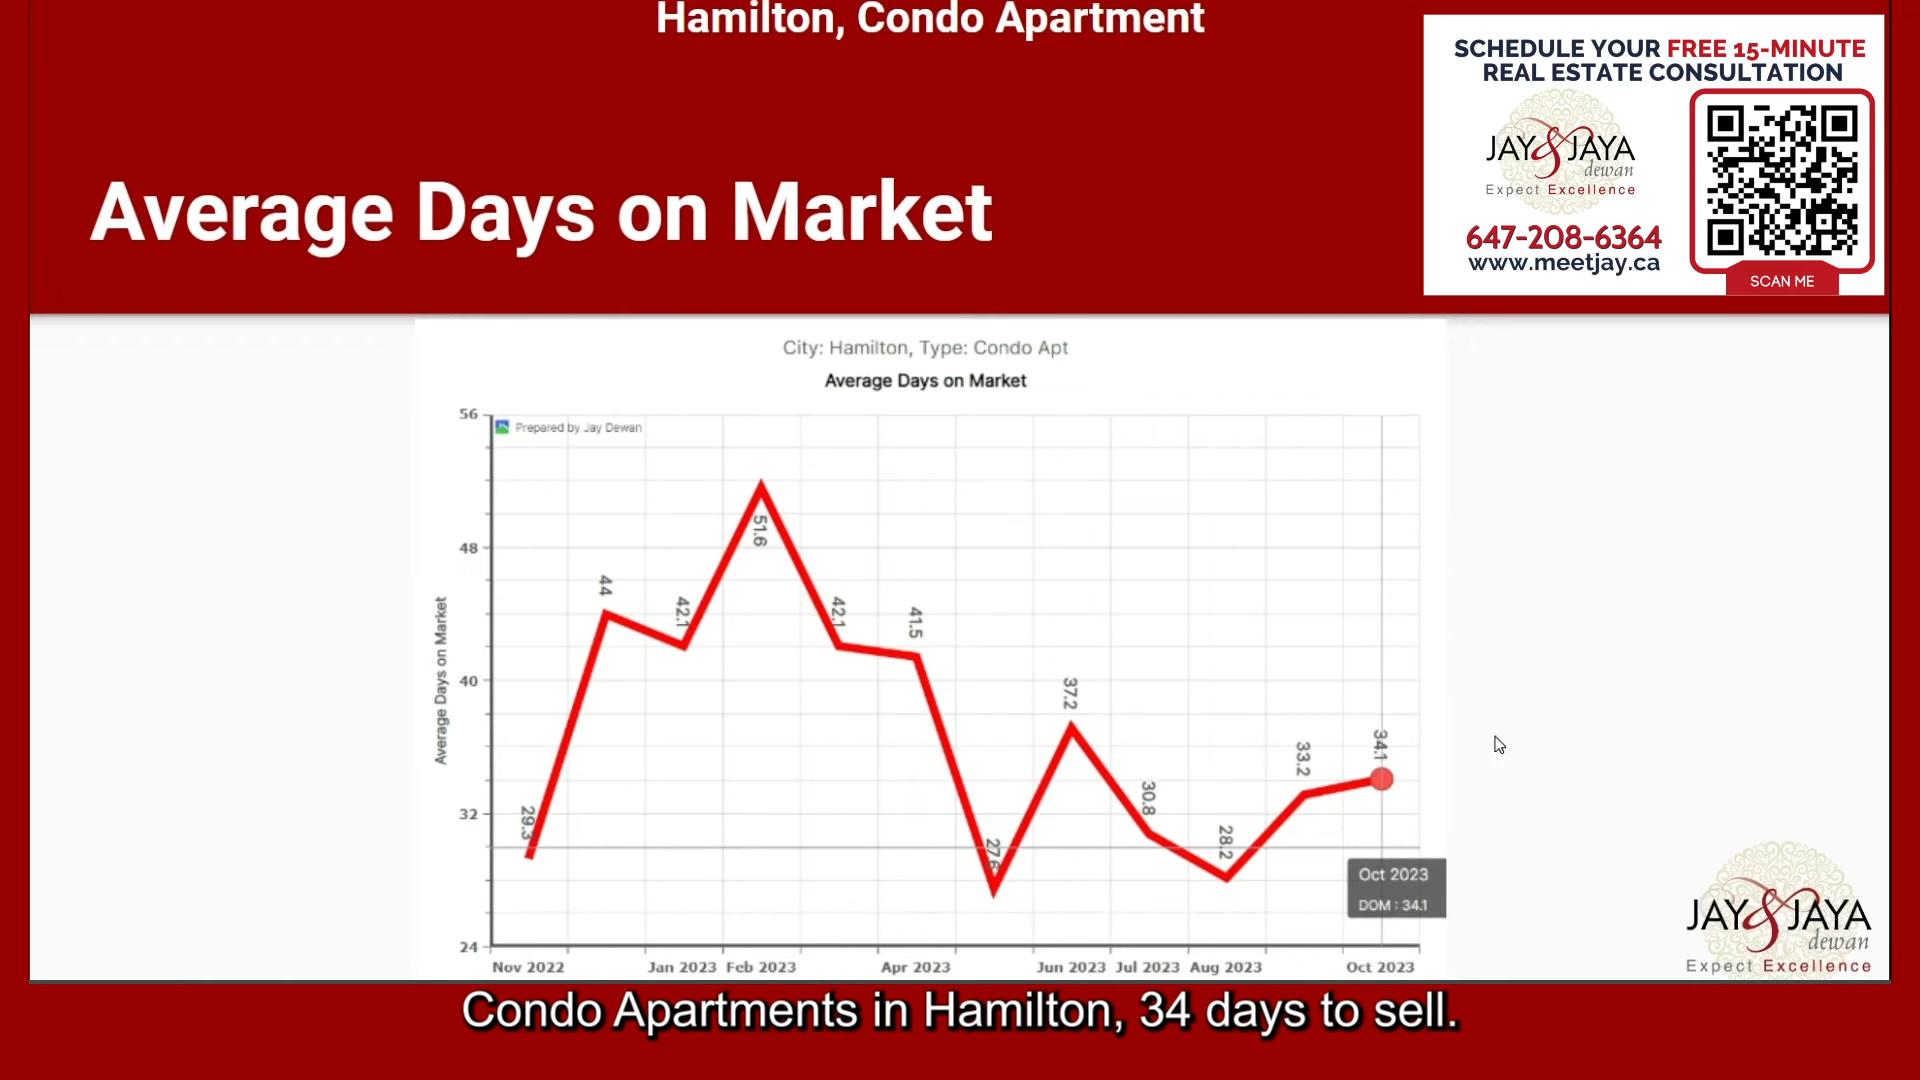 Hamilton, Condo Apartment
SCHEDULE YOUR FREE 15-MINUTE
REAL ESTATE CONSULTATION
JAY & JAYA
dewan
Expect Excellence
647-208-6364
www.meetjay.ca
SCAN ME
Average Days on Market
City: Hamilton, Type: Condo Apt
Average Days on Market
Prepared by Jay Dewan
Average Days on Market
56
48
40
32
24
29.3
44
42.1
51.6
42.1
41.5
27.6
37.2
30.8
28.2
33.2
34.1
Oct 2023
DOM : 34.1
Nov 2022 Jan 2023 Feb 2023 Apr 2023 Jun 2023 Jul 2023 Aug 2023 Oct 2023
JAY & JAYA
dewan
Expect Excellence
Condo Apartments in Hamilton, 34 days to sell.